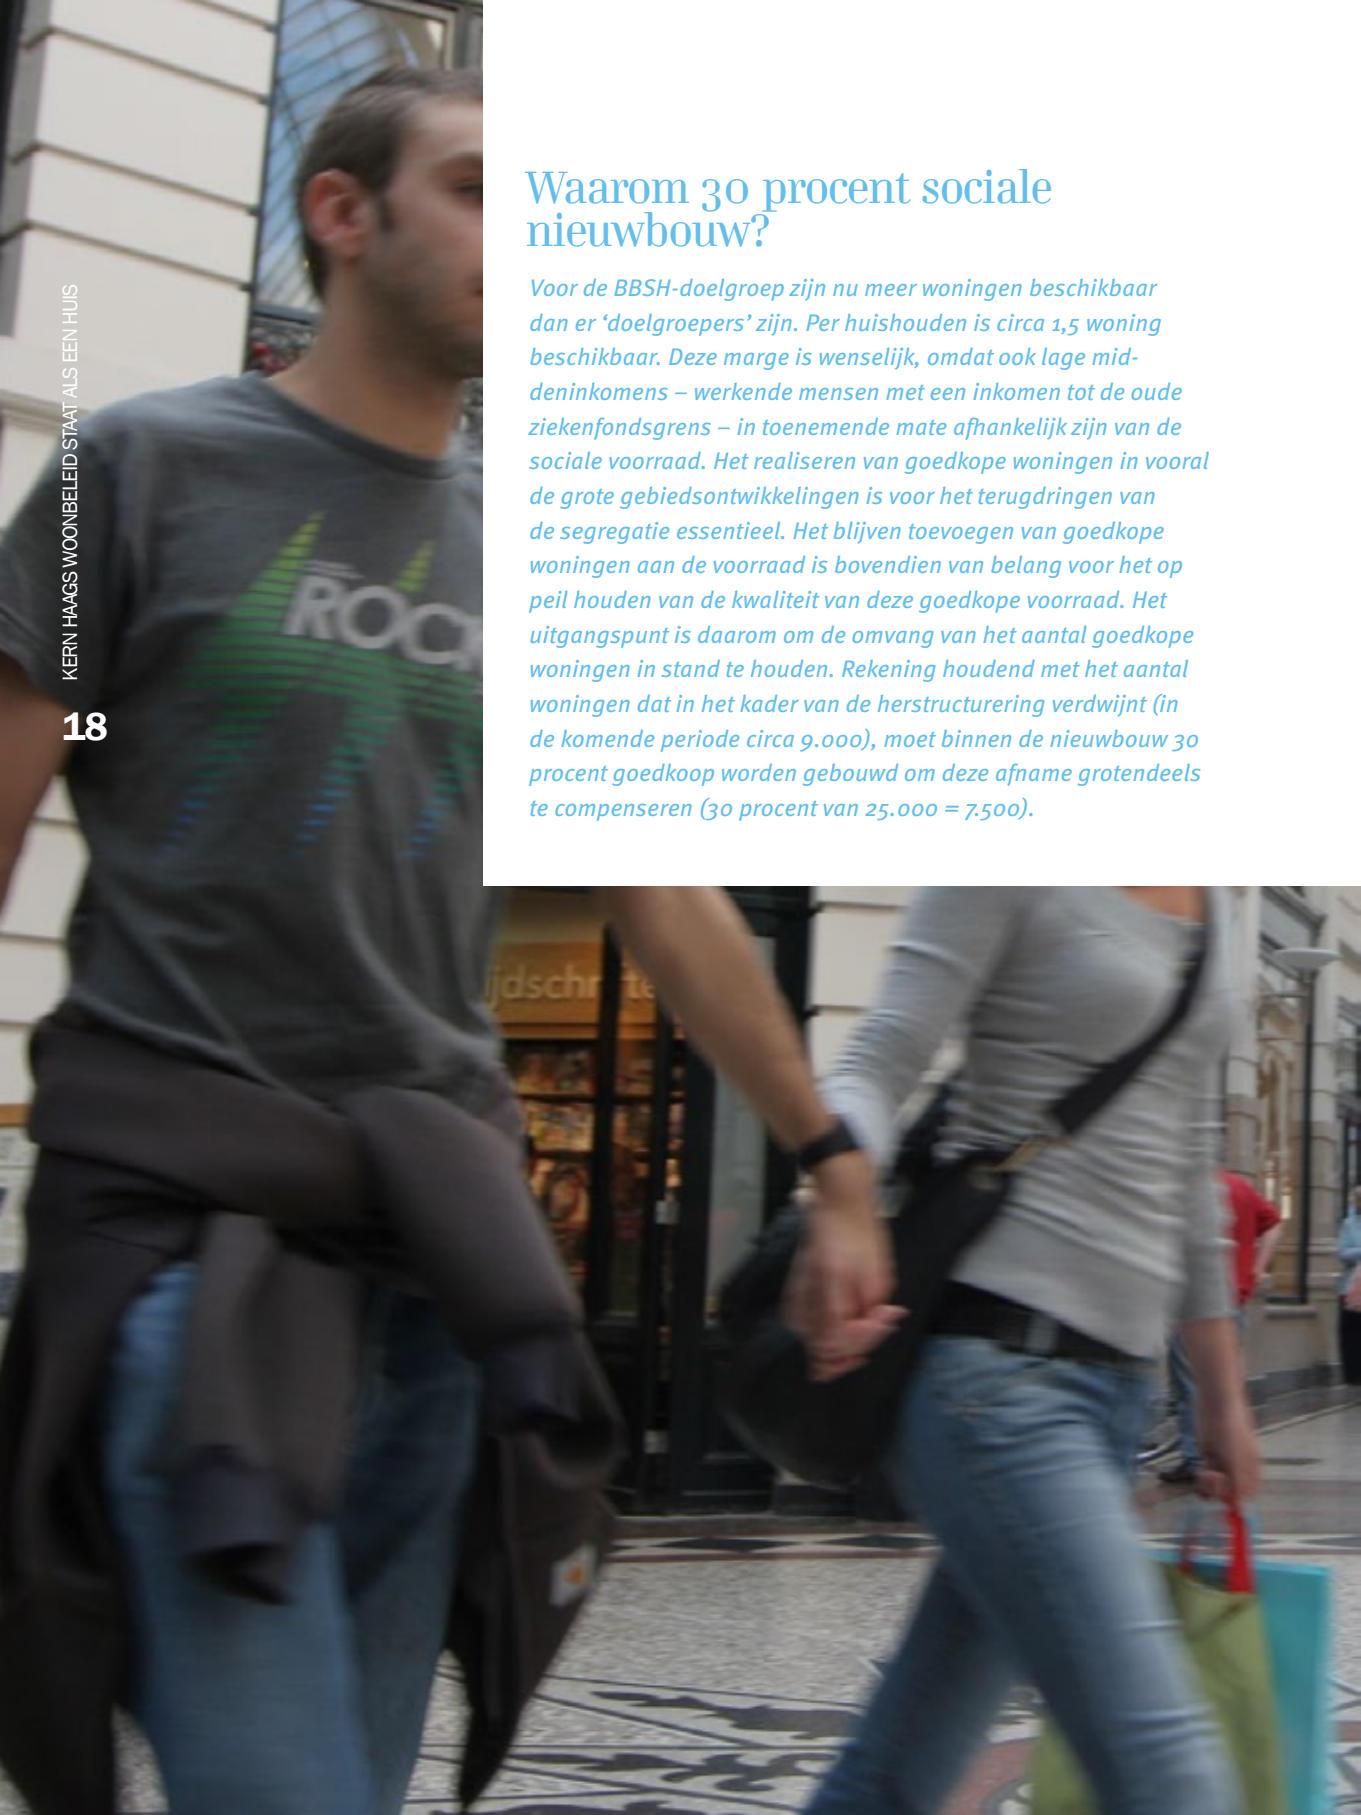 Waarom 30 procent sociale
nieuwbouw?
Voor de BBSH-doelgroep zijn nu meer woningen beschikbaar
dan er ‘doelgroepers’ zijn. Per huishouden is circa 1,5 woning
beschikbaar. Deze marge is wenselijk, omdat ook lage mid-
deninkomens – werkende mensen met een inkomen tot de oude
ziekenfondsgrens – in toenemende mate afhankelijk zijn van de
sociale voorraad. Het realiseren van goedkope woningen in vooral
de grote gebiedsontwikkelingen is voor het terugdringen van
de segregatie essentieel. Het blijven toevoegen van goedkope
woningen aan de voorraad is bovendien van belang voor het op
peil houden van de kwaliteit van deze goedkope voorraad. Het
uitgangspunt is daarom om de omvang van het aantal goedkope
woningen in stand te houden. Rekening houdend met het aantal
woningen dat in het kader van de herstructurering verdwijnt (in
de komende periode circa 9.000), moet binnen de nieuwbouw 30
procent goedkoop worden gebouwd om deze afname grotendeels
te compenseren (30 procent van 25.000 = 7.500).
KERN HAAGS WOONBELEID STAAT ALS EEN HUIS
18
ROCK
ijdschrifte